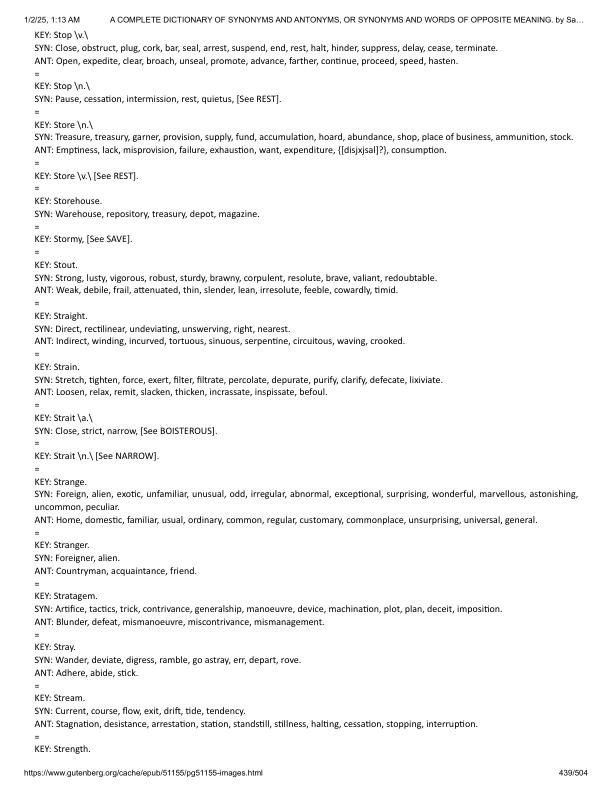 1/2/25, 1:13 AM A COMPLETE DICTIONARY OF SYNONYMS AND ANTONYMS, OR SYNONYMS AND WORDS OF OPPOSITE MEANING. by Sa…
KEY: Stop \v.\
SYN: Close, obstruct, plug, cork, bar, seal, arrest, suspend, end, rest, halt, hinder, suppress, delay, cease, terminate.
ANT: Open, expedite, clear, broach, unseal, promote, advance, farther, continue, proceed, speed, hasten.
=
KEY: Stop \n.\
SYN: Pause, cessation, intermission, rest, quietus, [See REST].
=
KEY: Store \n.\
SYN: Treasure, treasury, garner, provision, supply, fund, accumulation, hoard, abundance, shop, place of business, ammunition, stock.
ANT: Emptiness, lack, misprovision, failure, exhaustion, want, expenditure, {[disjxjsal]?}, consumption.
=
KEY: Store \v.\ [See REST].
=
KEY: Storehouse.
SYN: Warehouse, repository, treasury, depot, magazine.
=
KEY: Stormy, [See SAVE].
=
KEY: Stout.
SYN: Strong, lusty, vigorous, robust, sturdy, brawny, corpulent, resolute, brave, valiant, redoubtable.
ANT: Weak, debile, frail, attenuated, thin, slender, lean, irresolute, feeble, cowardly, timid.
=
KEY: Straight.
SYN: Direct, rectilinear, undeviating, unswerving, right, nearest.
ANT: Indirect, winding, incurved, tortuous, sinuous, serpentine, circuitous, waving, crooked.
=
KEY: Strain.
SYN: Stretch, tighten, force, exert, filter, filtrate, percolate, depurate, purify, clarify, defecate, lixiviate.
ANT: Loosen, relax, remit, slacken, thicken, incrassate, inspissate, befoul.
=
KEY: Strait \a.\
SYN: Close, strict, narrow, [See BOISTEROUS].
=
KEY: Strait \n.\ [See NARROW].
=
KEY: Strange.
SYN: Foreign, alien, exotic, unfamiliar, unusual, odd, irregular, abnormal, exceptional, surprising, wonderful, marvellous, astonishing,
uncommon, peculiar.
ANT: Home, domestic, familiar, usual, ordinary, common, regular, customary, commonplace, unsurprising, universal, general.
=
KEY: Stranger.
SYN: Foreigner, alien.
ANT: Countryman, acquaintance, friend.
=
KEY: Stratagem.
SYN: Artifice, tactics, trick, contrivance, generalship, manoeuvre, device, machination, plot, plan, deceit, imposition.
ANT: Blunder, defeat, mismanoeuvre, miscontrivance, mismanagement.
=
KEY: Stray.
SYN: Wander, deviate, digress, ramble, go astray, err, depart, rove.
ANT: Adhere, abide, stick.
=
KEY: Stream.
SYN: Current, course, flow, exit, drift, tide, tendency.
ANT: Stagnation, desistance, arrestation, station, standstill, stillness, halting, cessation, stopping, interruption.
=
KEY: Strength.
https://www.gutenberg.org/cache/epub/51155/pg51155-images.html 439/504